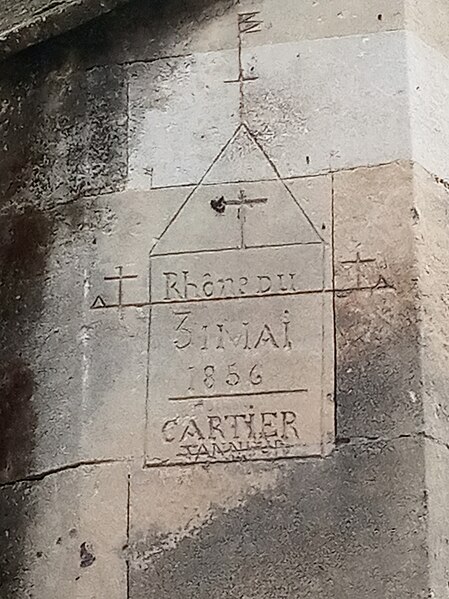 Rhône DU
31 MAI
1856
CARTIER